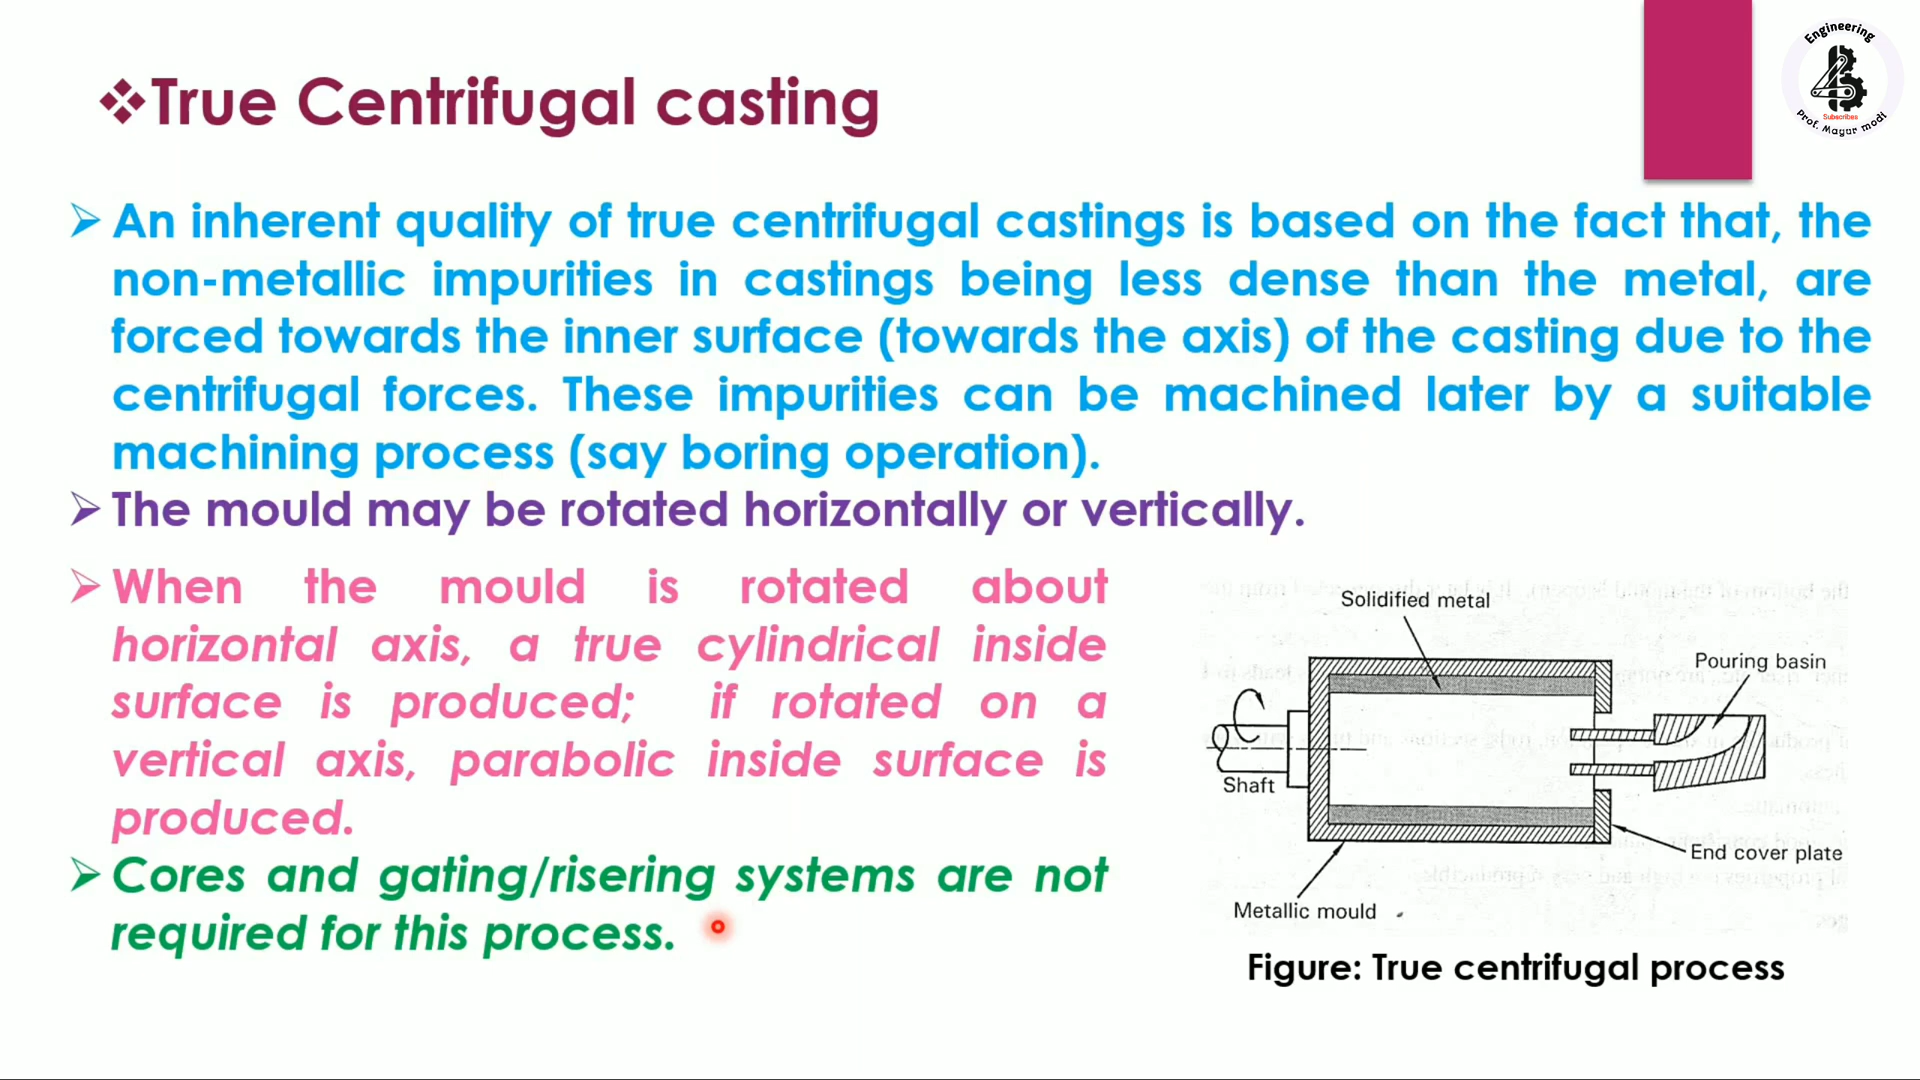 ❖True Centrifugal casting
Engineering
Subscribes
Prof. Mayur modi
➢ An inherent quality of true centrifugal castings is based on the fact that, the
non-metallic impurities in castings being less dense than the metal, are
forced towards the inner surface (towards the axis) of the casting due to the
centrifugal forces. These impurities can be machined later by a suitable
machining process (say boring operation).
➢ The mould may be rotated horizontally or vertically.
➢ When the mould is rotated about
horizontal axis, a true cylindrical inside
surface is produced; if rotated on a
vertical axis, parabolic inside surface is
produced.
➢ Cores and gating/risering systems are not
required for this process.
Solidified metal
Pouring basin
Shaft
End cover plate
Metallic mould
Figure: True centrifugal process